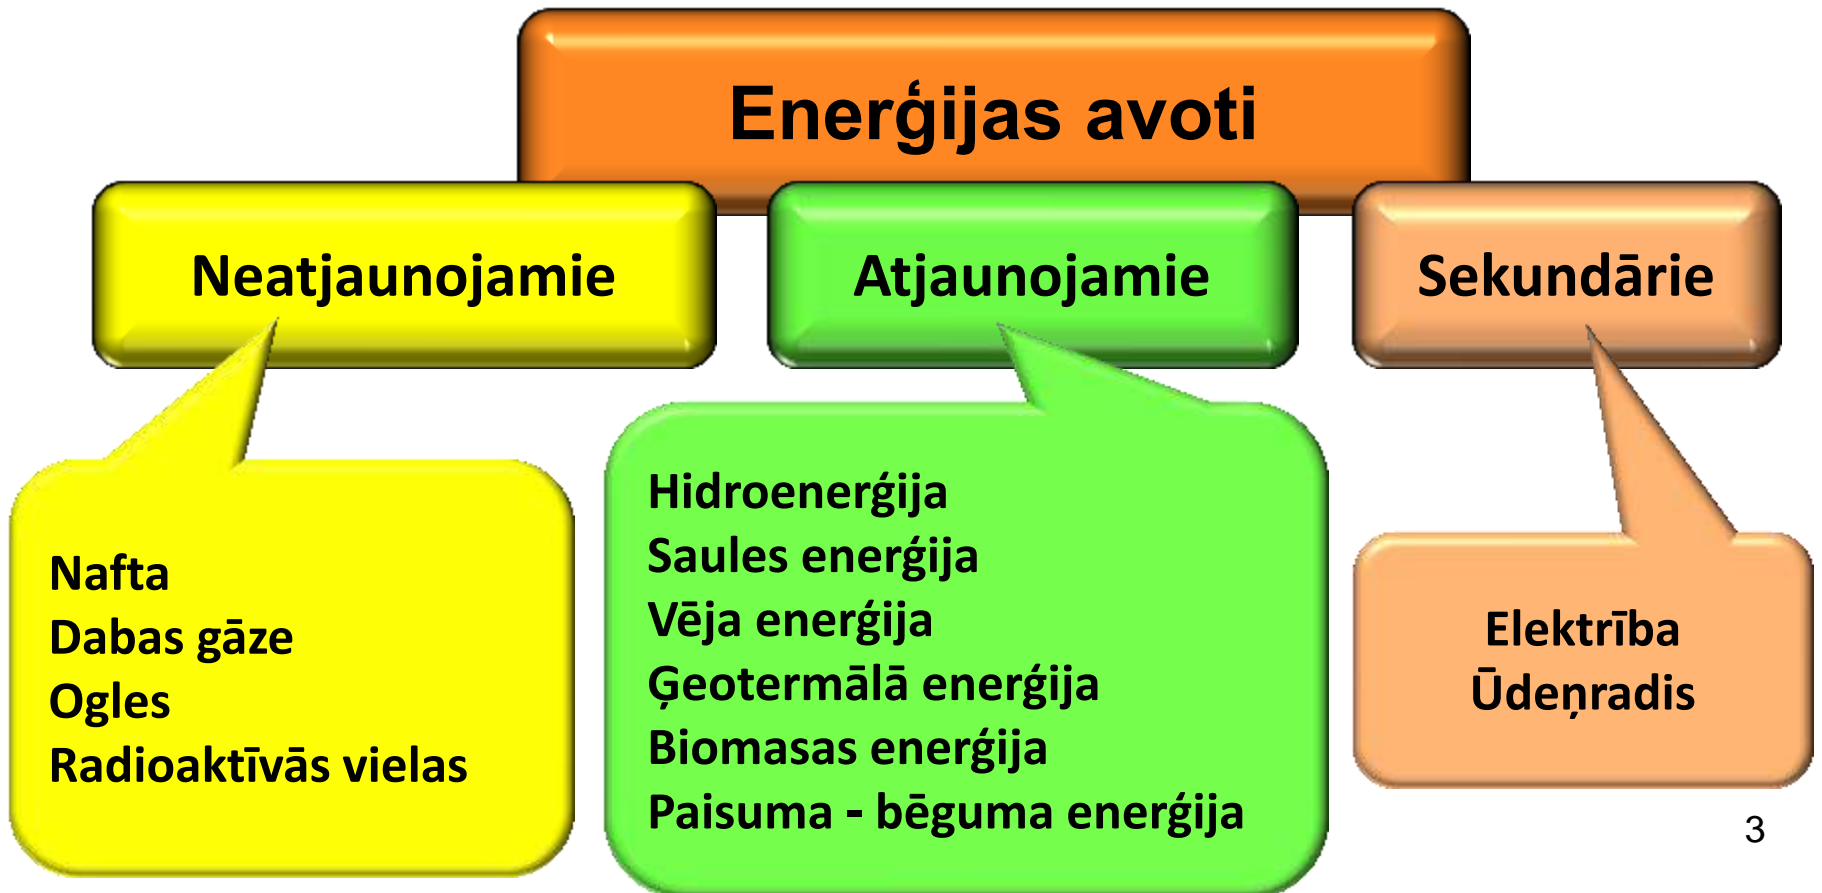 Enerģijas avoti
Neatjaunojamie
Atjaunojamie
Sekundārie
Nafta
Dabas gāze
Ogles
Radioaktīvās vielas
Hidroenerģija
Saules enerģija
Vēja enerģija
Ģeotermālā enerģija
Biomasas enerģija
Paisuma - bēguma enerģija
Elektrība
Ūdeņradis
3